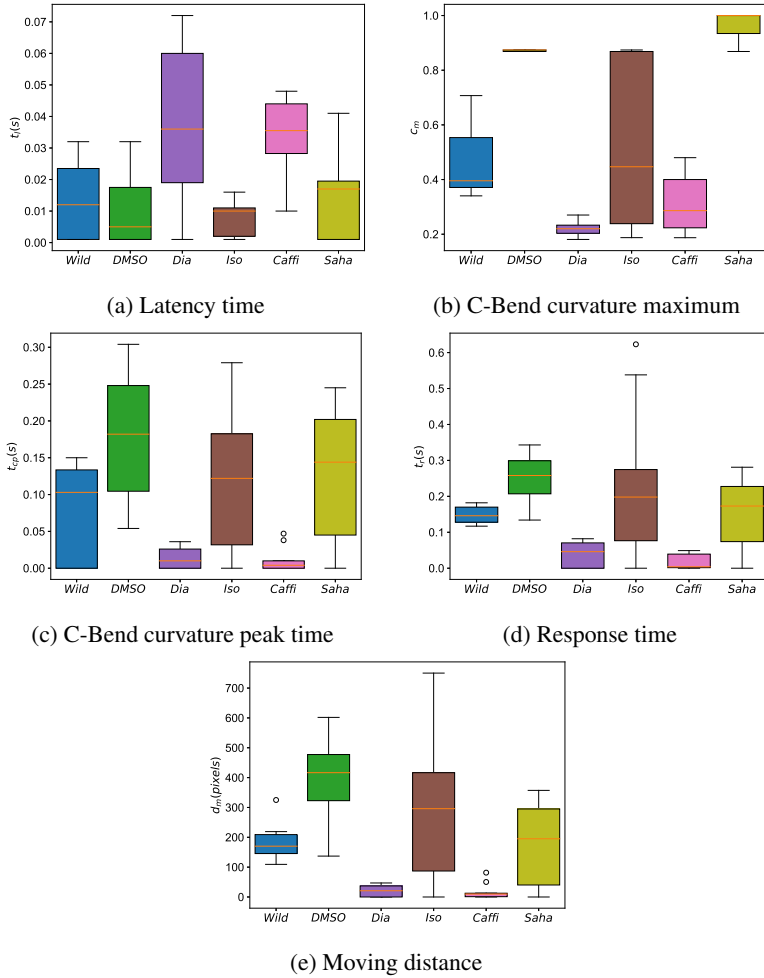 0.07
0.06
0.05
0.04
0.03
0.02
0.01
0.00
t_l(s)
Wild DMSO Dia Iso Caffi Saha
(a) Latency time
1.0
0.8
0.6
0.4
0.2
c_m
Wild DMSO Dia Iso Caffi Saha
(b) C-Bend curvature maximum
0.30
0.25
0.20
0.15
0.10
0.05
0.00
t_cp(s)
Wild DMSO Dia Iso Caffi Saha
(c) C-Bend curvature peak time
0.6
0.5
0.4
0.3
0.2
0.1
0.0
t_r(s)
Wild DMSO Dia Iso Caffi Saha
(d) Response time
700
600
500
400
300
200
100
0
d_m(pixels)
Wild DMSO Dia Iso Caffi Saha
(e) Moving distance